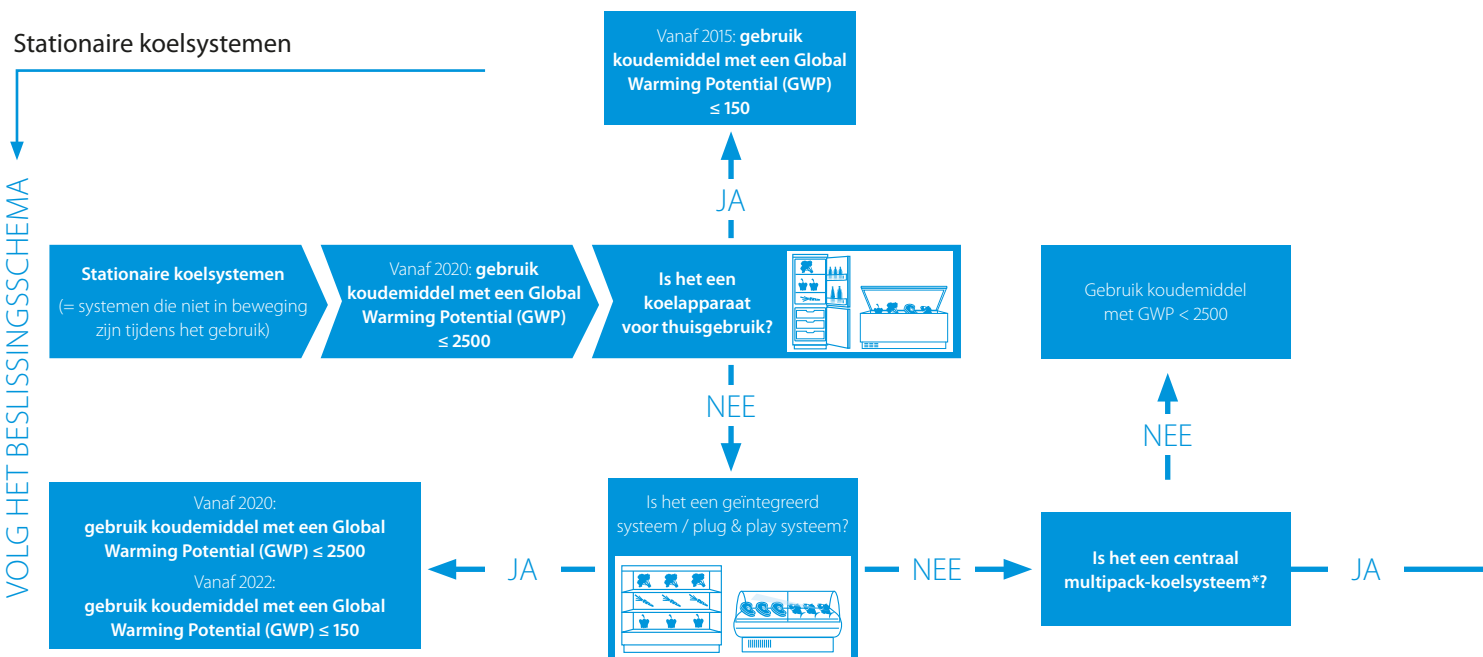 Stationaire koelsystemen
VOLG HET BESLISSINGSSCHEMA
Vanaf 2015: gebruik
koudemiddel met een Global
Warming Potential (GWP)
≤ 150
JA
Stationaire koelsystemen
(= systemen die niet in beweging
zijn tijdens het gebruik)
Vanaf 2020: gebruik
koudemiddel met een Global
Warming Potential (GWP)
≤ 2500
Is het een
koelapparaat
voor thuisgebruik?
Gebruik koudemiddel
met GWP < 2500
NEE
NEE
Vanaf 2020:
gebruik koudemiddel met een Global
Warming Potential (GWP) ≤ 2500
Vanaf 2022:
gebruik koudemiddel met een Global
Warming Potential (GWP) ≤ 150
JA
Is het een geïntegreerd
systeem / plug & play systeem?
NEE
Is het een centraal
multipack-koelsysteem*?
JA